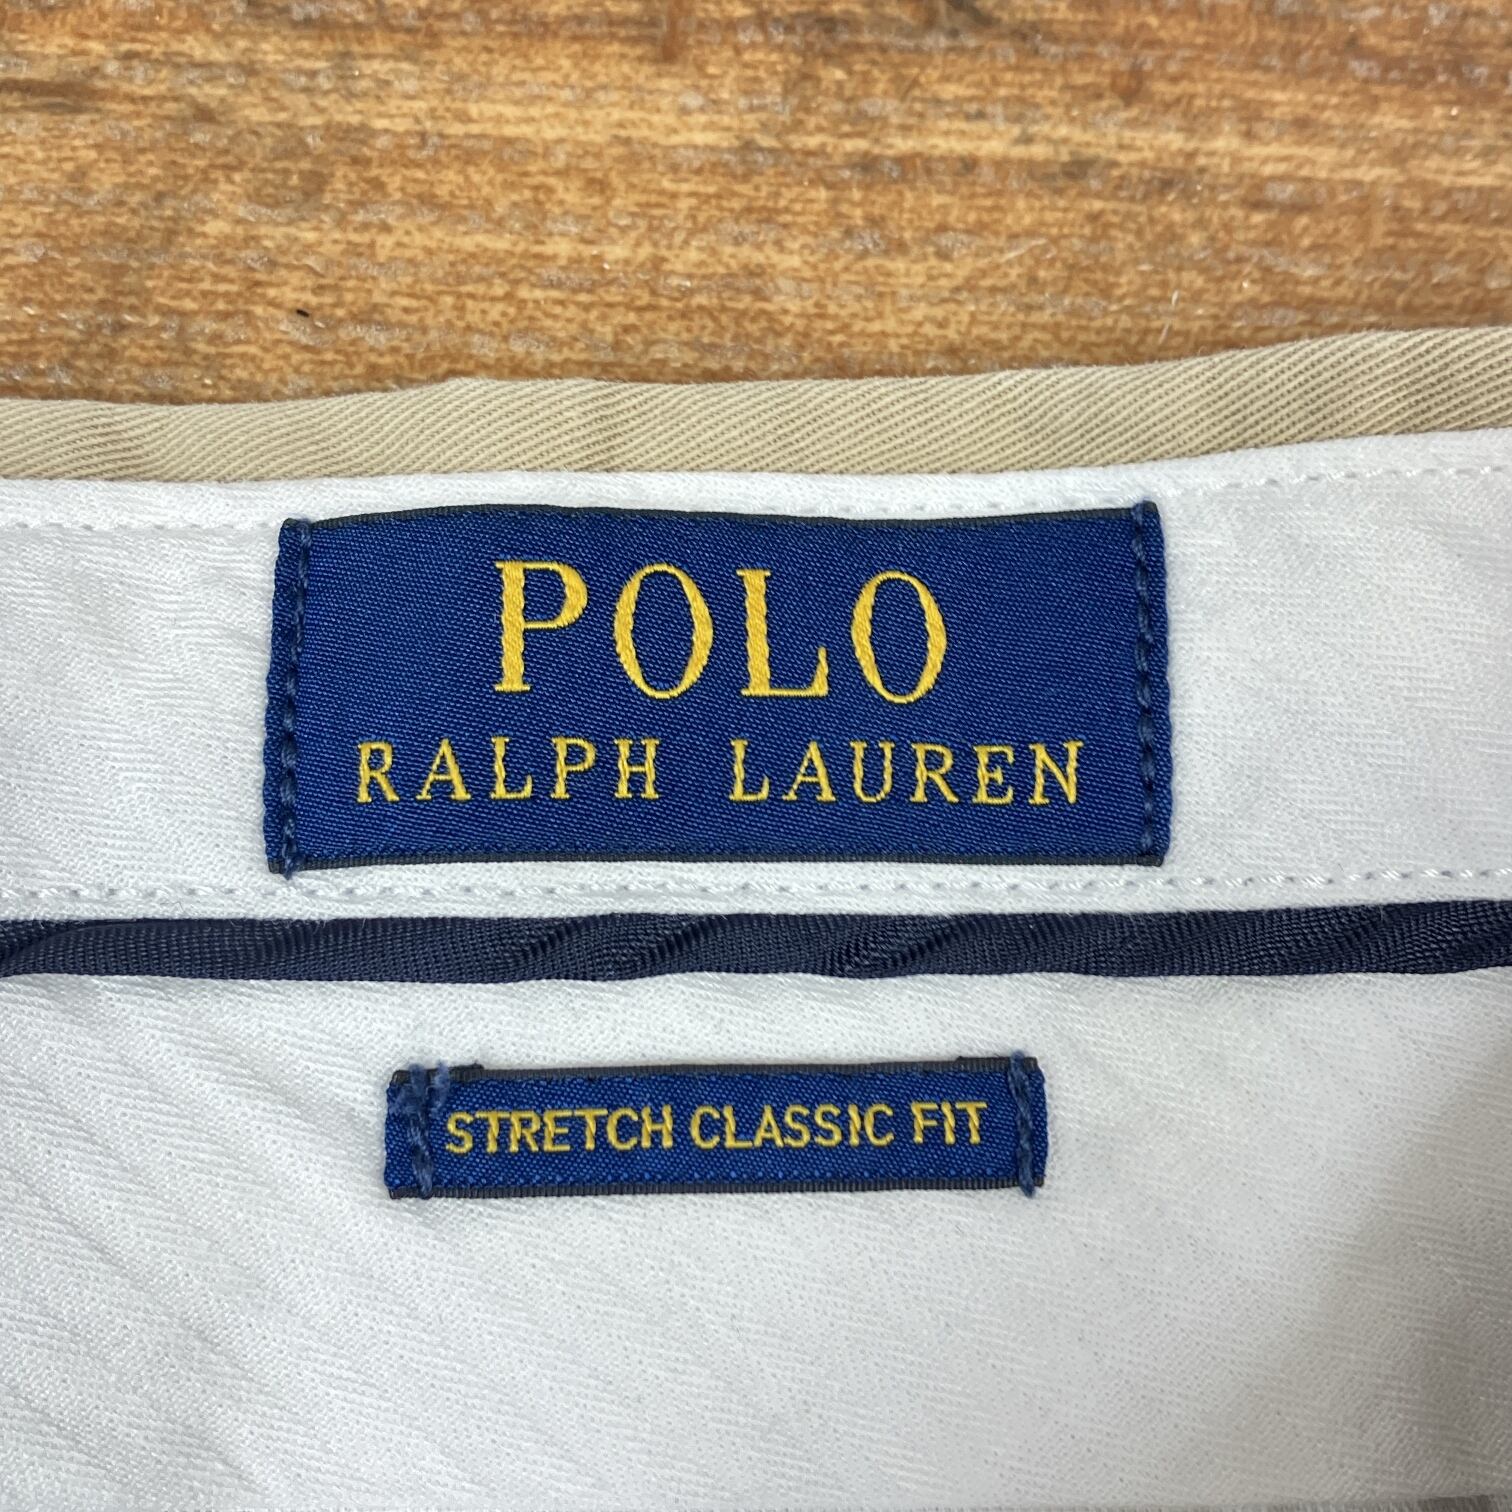 POLO
RALPH LAUREN
STRETCH CLASSIC FIT